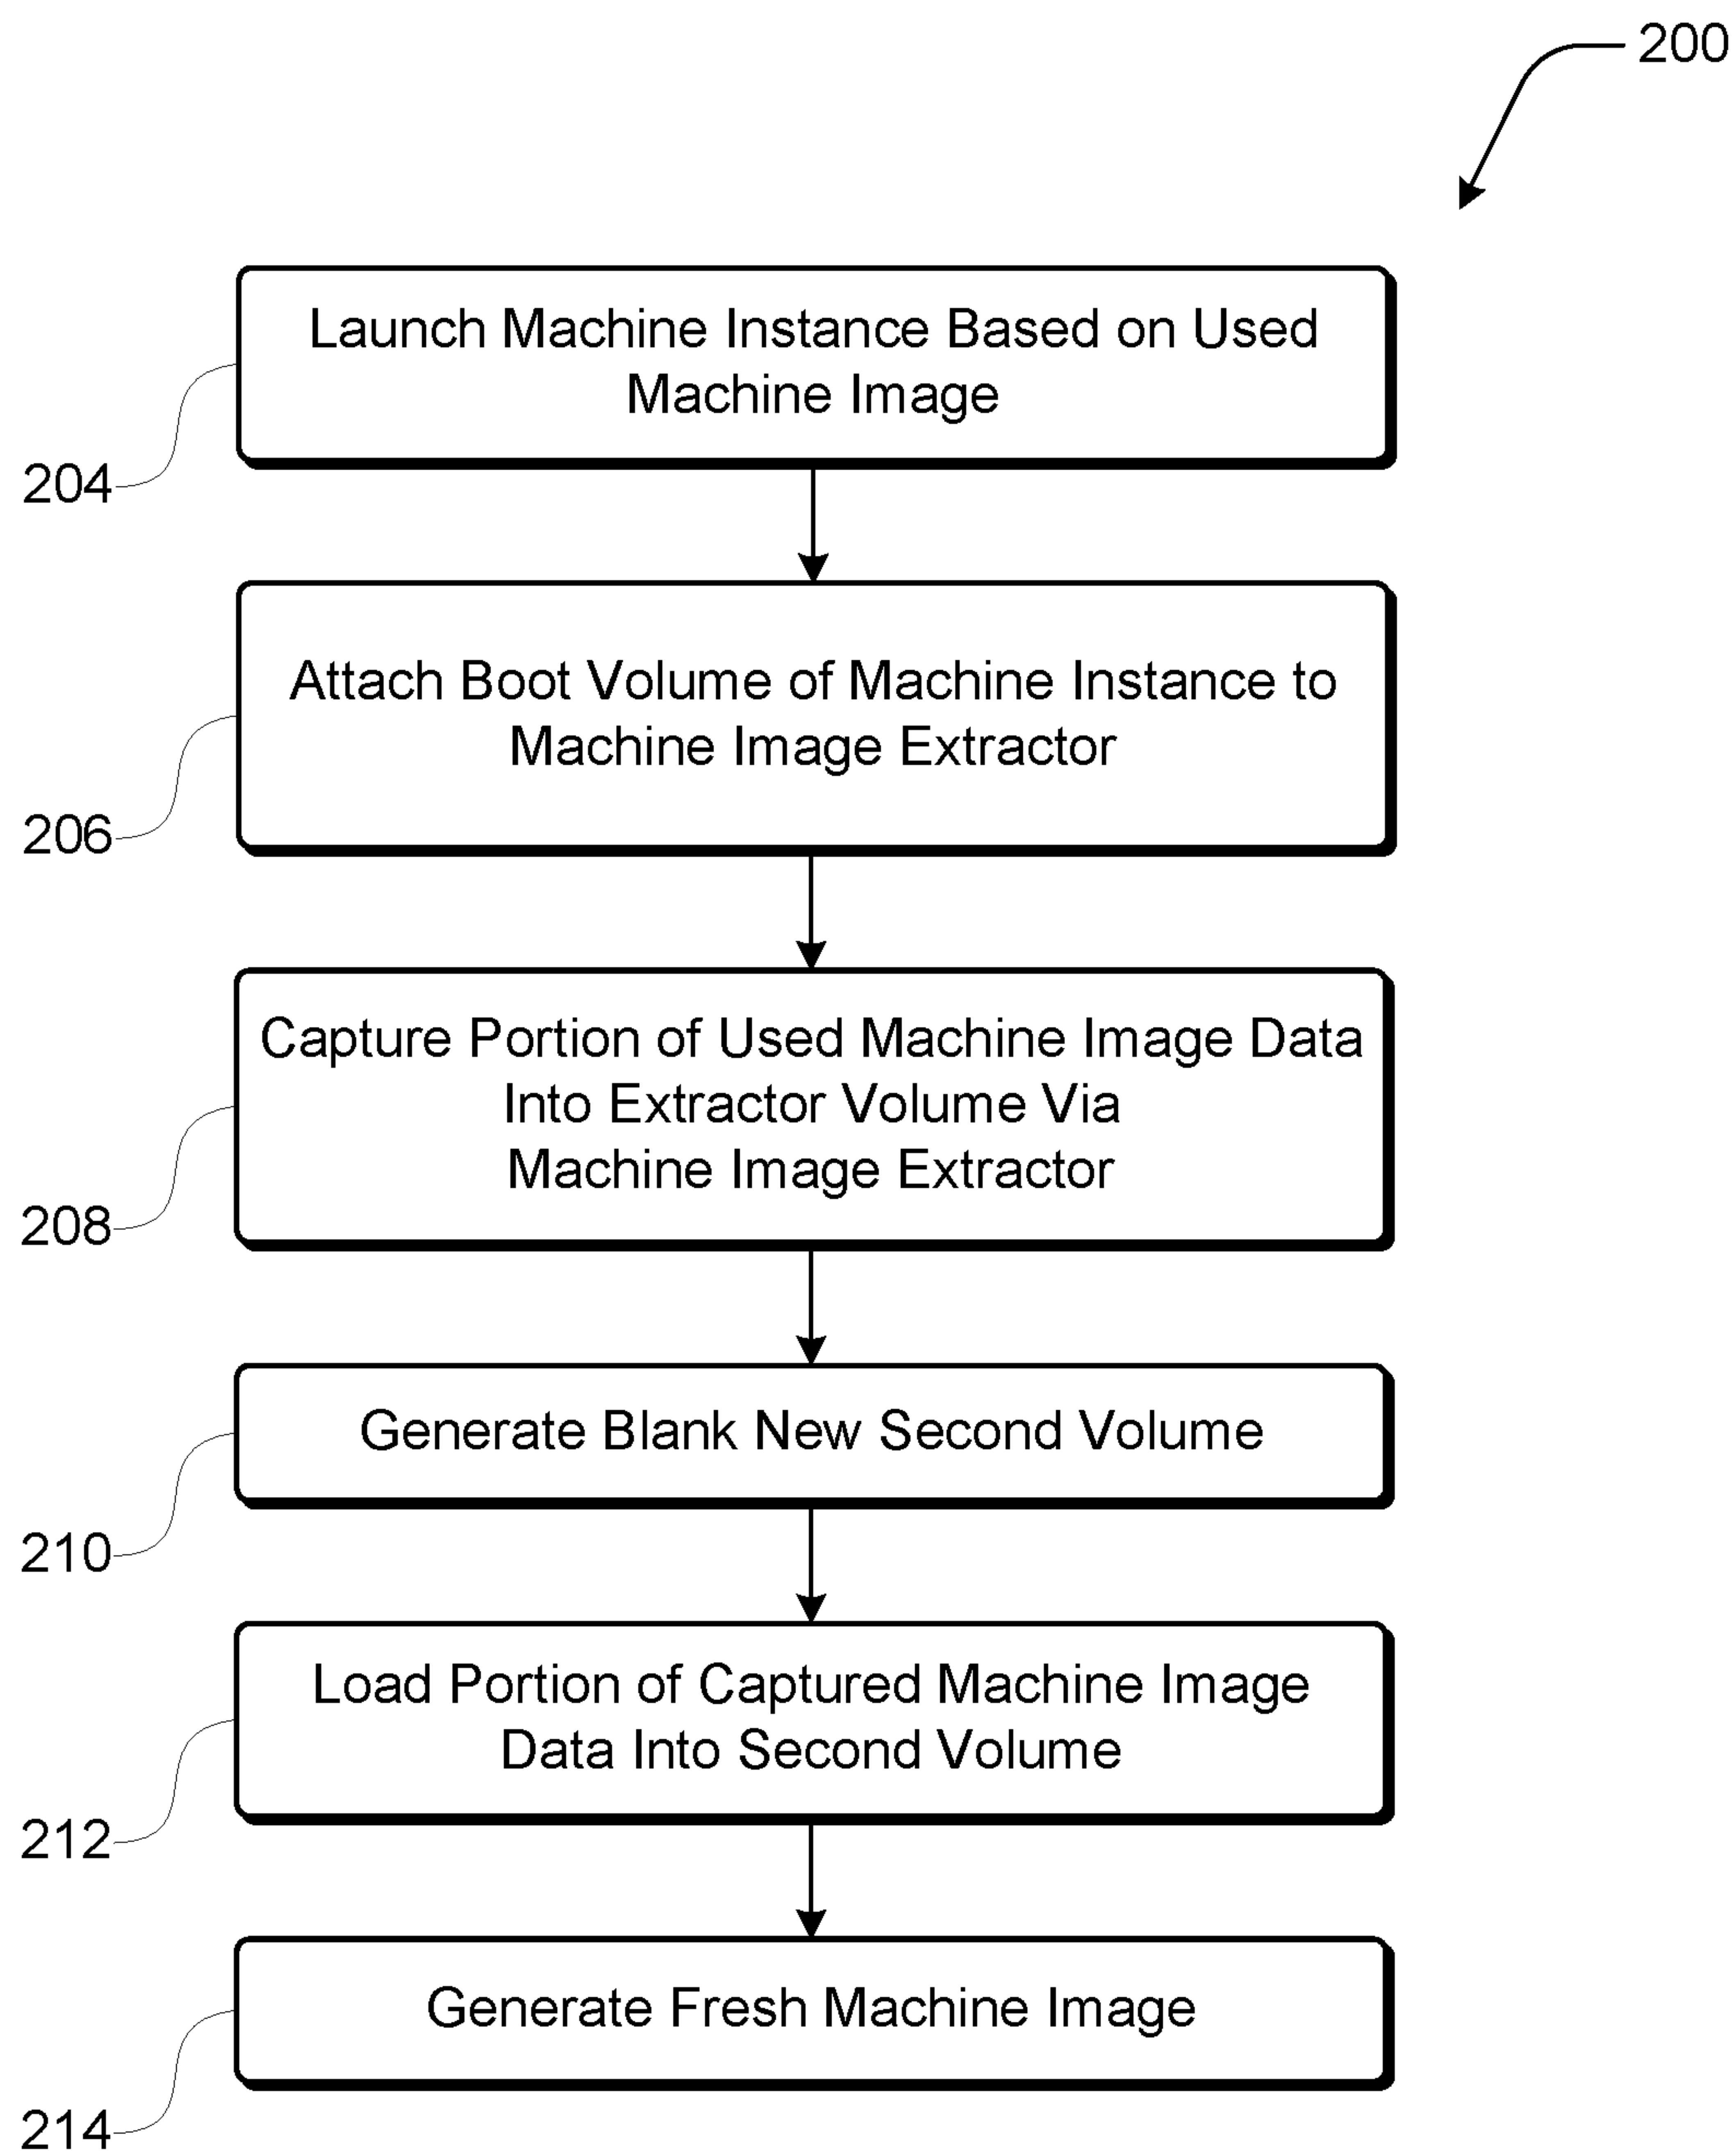 200
Launch Machine Instance Based on Used
Machine Image
204
Attach Boot Volume of Machine Instance to
Machine Image Extractor
206
Capture Portion of Used Machine Image Data
Into Extractor Volume Via
Machine Image Extractor
208
Generate Blank New Second Volume
210
Load Portion of Captured Machine Image
Data Into Second Volume
212
Generate Fresh Machine Image
214